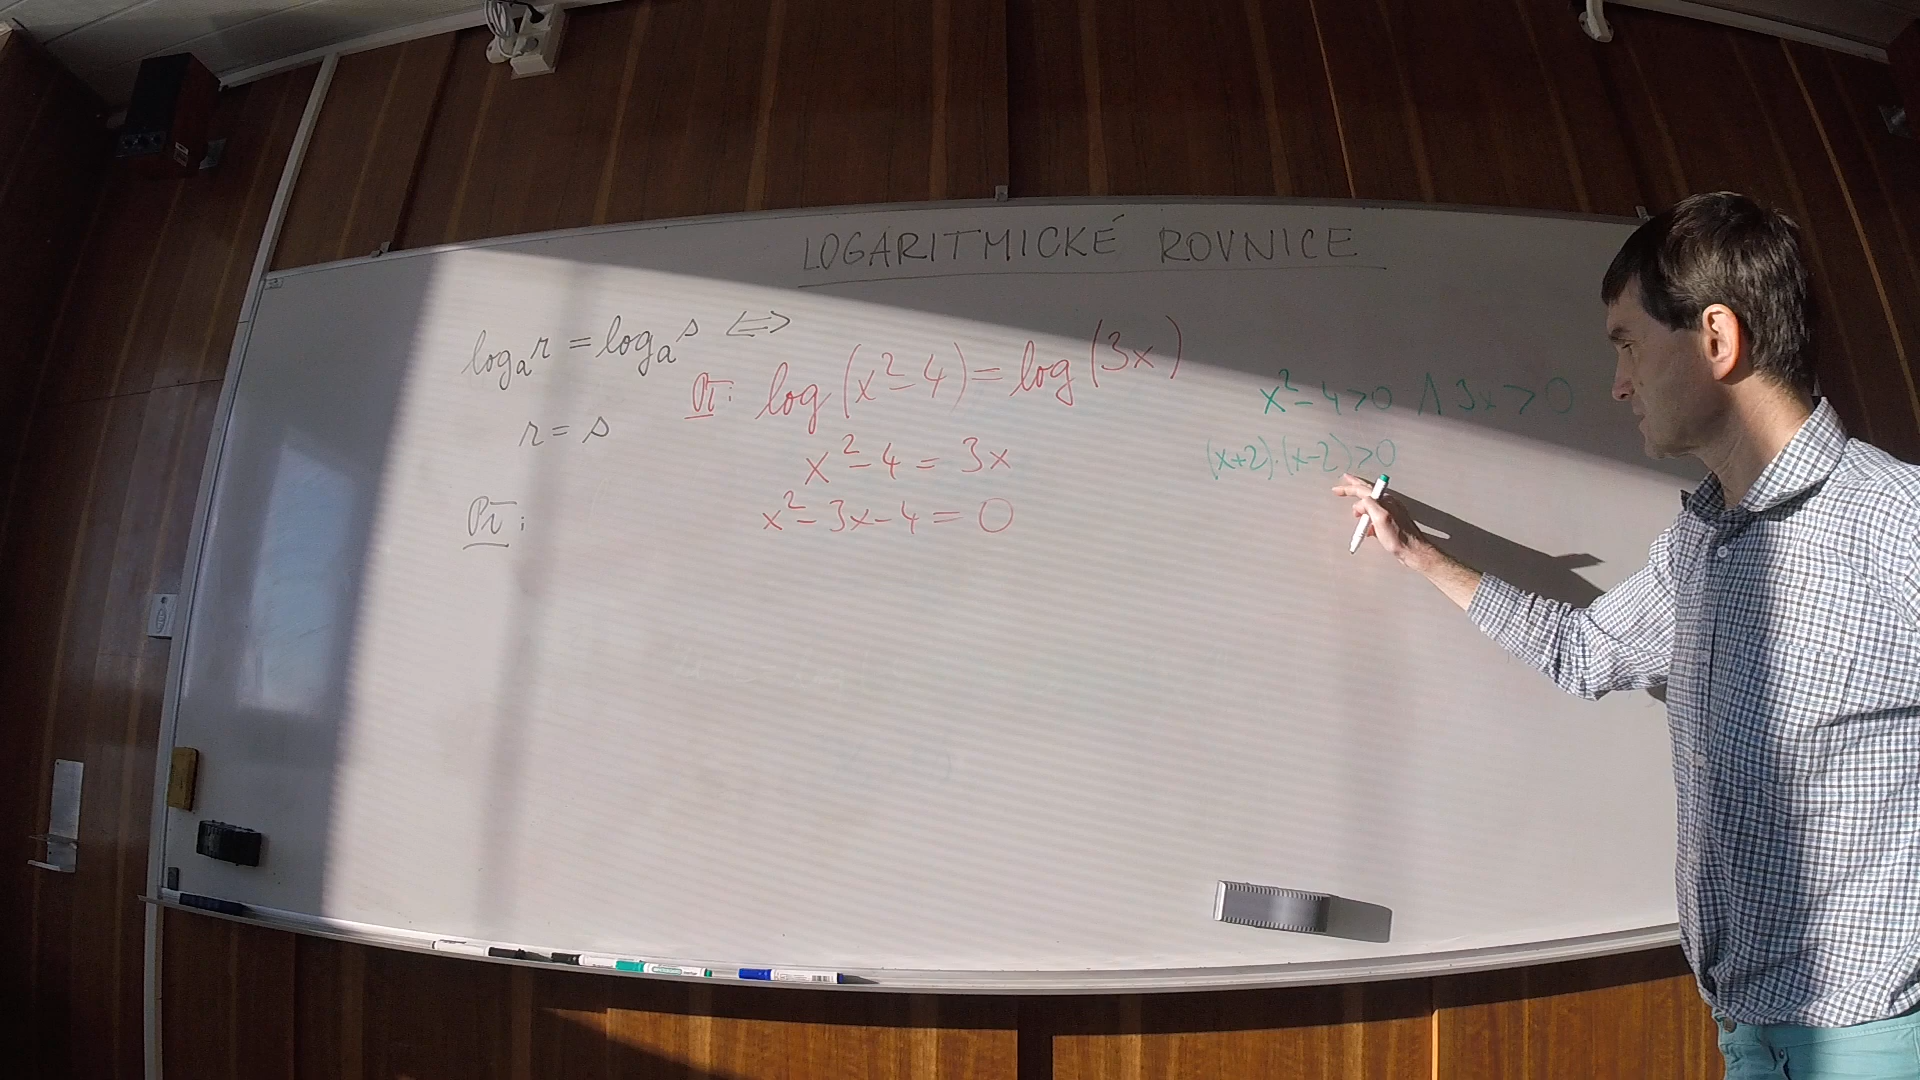 LOGARITMICKÉ ROVNICE
logₐr = logₐs ⟺
r = s
Př:
Př: log(x²-4) = log(3x)
x²-4 = 3x
x²-3x-4 = 0
x²-4>0 ∧ 3x>0
(x+2).(x-2)>0